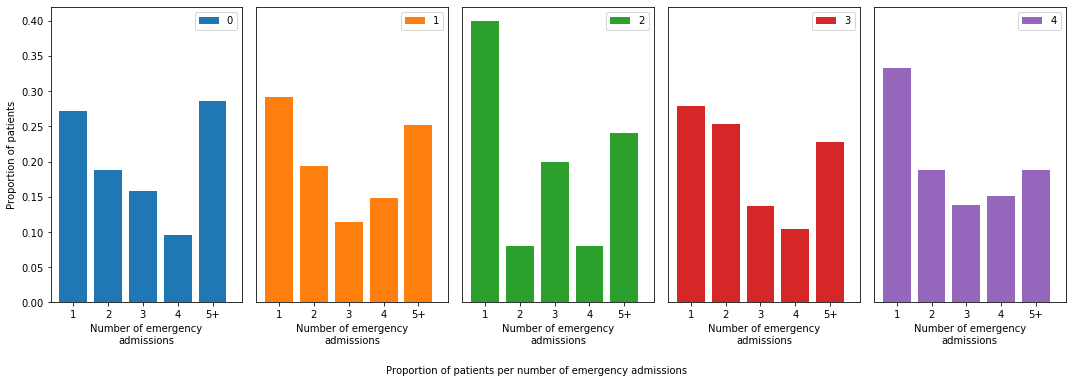 0
1
2
3
4
0.40
0.35
0.30
0.25
0.20
0.15
0.10
0.05
0.00
Proportion of patients
1 2 3 4 5+
Number of emergency
admissions
1 2 3 4 5+
Number of emergency
admissions
1 2 3 4 5+
Number of emergency
admissions
1 2 3 4 5+
Number of emergency
admissions
1 2 3 4 5+
Number of emergency
admissions
Proportion of patients per number of emergency admissions